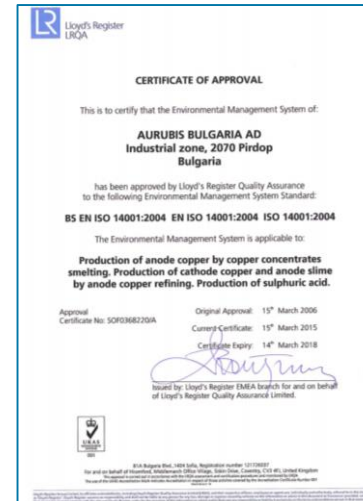 LR
Lloyd's Register
LRQA
CERTIFICATE OF APPROVAL
This is to certify that the Environmental Management System of:
AURUBIS BULGARIA AD
Industrial zone, 2070 Pirdop
Bulgaria
has been approved by Lloyd's Register Quality Assurance
to the following Environmental Management System Standard:
BS EN ISO 14001:2004 EN ISO 14001:2004 ISO 14001:2004
The Environmental Management System is applicable to:
Production of anode copper by copper concentrates
smelting. Production of cathode copper and anode slime
by anode copper refining. Production of sulphuric acid.
Approval
Certificate No: SOF0368220/A
Original Approval: 15th March 2006
Current Certificate: 15th March 2015
Certificate Expiry: 14th March 2018
Issued by: Lloyd's Register EMEA branch for and on behalf
of Lloyd's Register Quality Assurance Limited.
UKAS
001